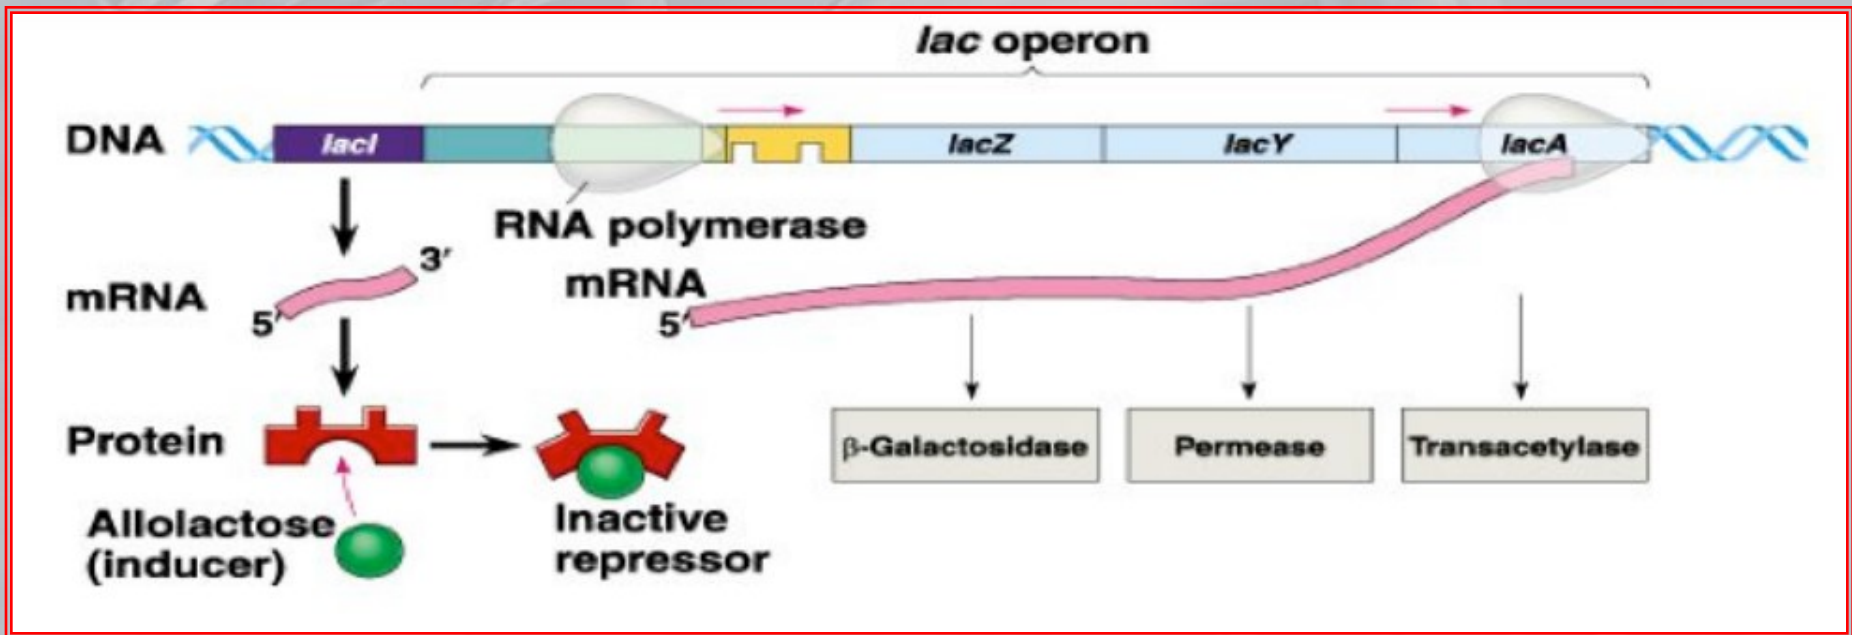 lac operon
DNA
lacI
lacZ
lacY
lacA
RNA polymerase
mRNA
5′
3′
mRNA
5′
Protein
β-Galactosidase
Permease
Transacetylase
Allolactose
(inducer)
Inactive
repressor